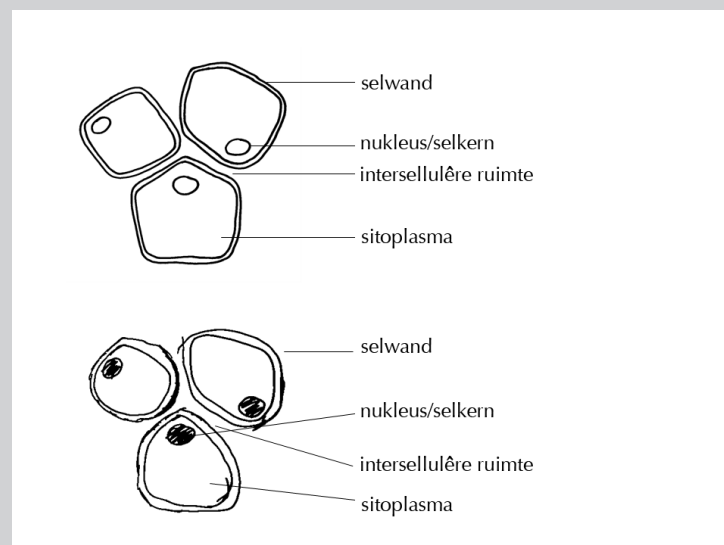 selwand
nukleus/selkern
intersellulêre ruimte
sitoplasma
selwand
nukleus/selkern
intersellulêre ruimte
sitoplasma